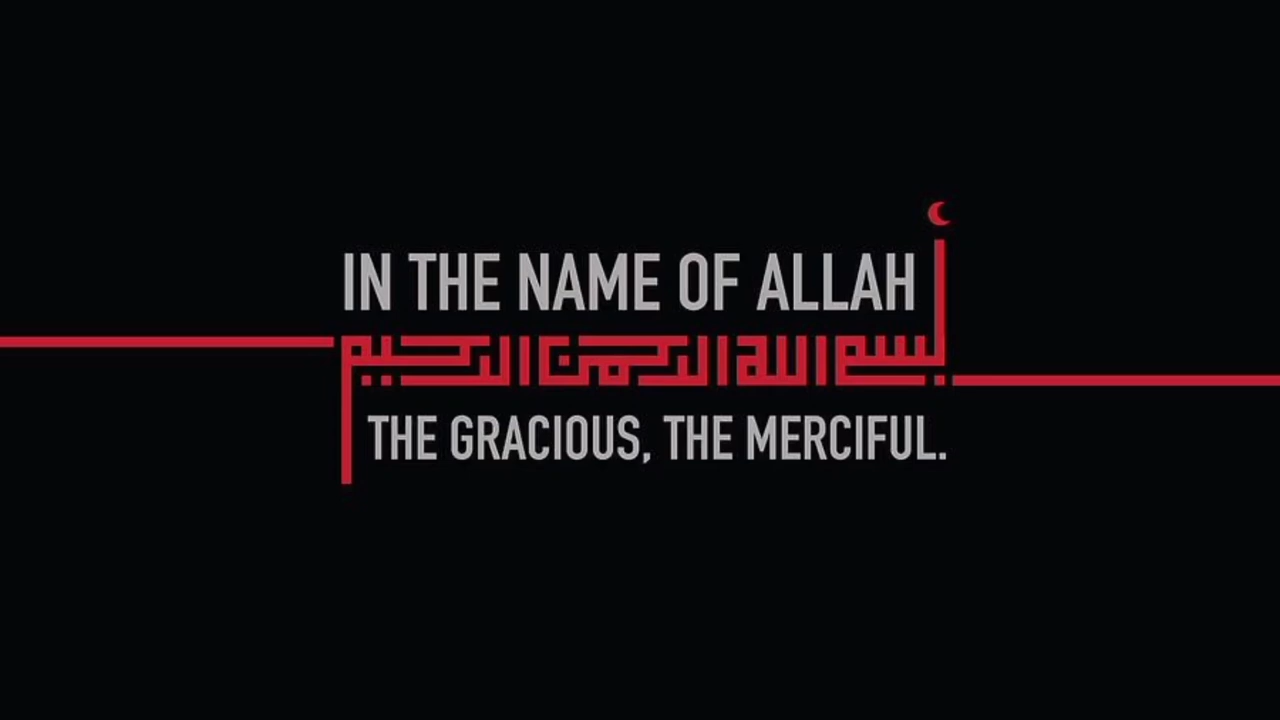 IN THE NAME OF ALLAH
بسم الله الرحمن الرحيم
THE GRACIOUS, THE MERCIFUL.